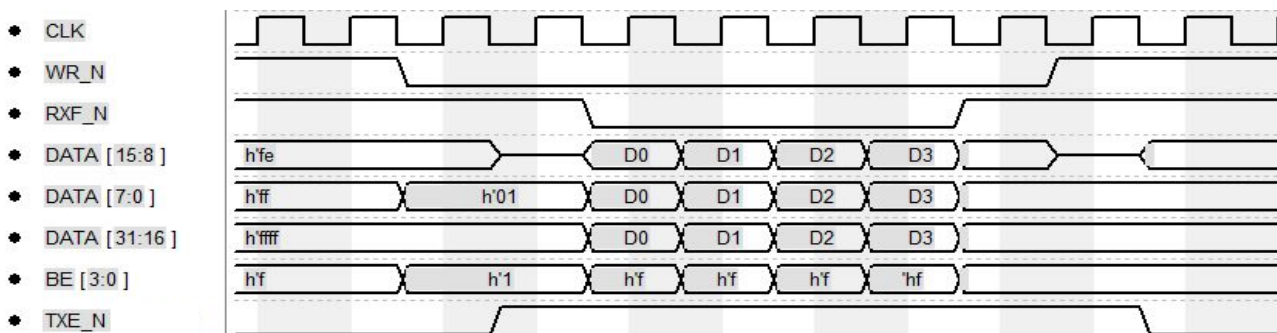 CLK
WR_N
RXF_N
DATA [15:8] h'fe D0 D1 D2 D3
DATA [7:0] h'ff h'01 D0 D1 D2 D3
DATA [31:16] h'ffff D0 D1 D2 D3
BE [3:0] h'f h'1 h'f h'f h'f 'hf
TXE_N